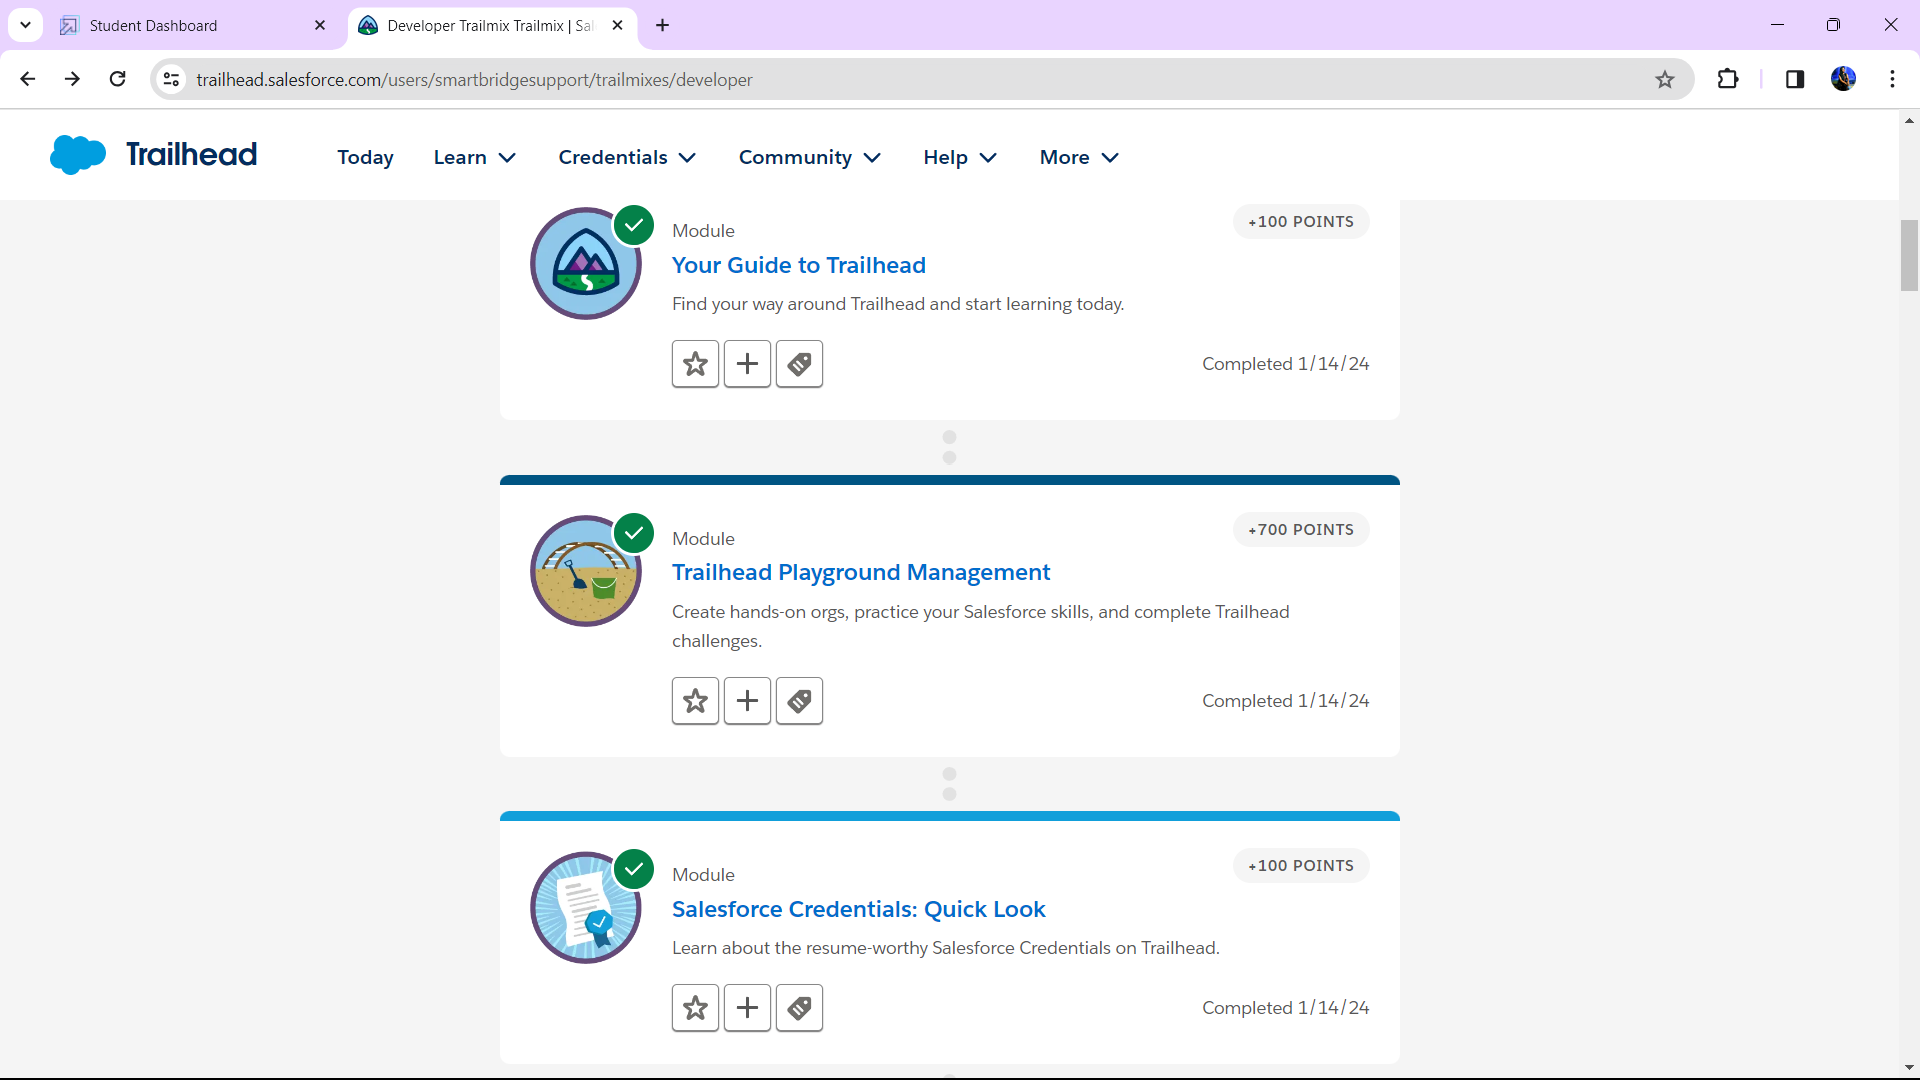 Student Dashboard
Developer Trailmix Trailmix | Sal
trailhead.salesforce.com/users/smartbridgesupport/trailmixes/developer
Trailhead
Today
Learn
Credentials
Community
Help
More
Module
+100 POINTS
Your Guide to Trailhead
Find your way around Trailhead and start learning today.
Completed 1/14/24
Module
+700 POINTS
Trailhead Playground Management
Create hands-on orgs, practice your Salesforce skills, and complete Trailhead
challenges.
Completed 1/14/24
Module
+100 POINTS
Salesforce Credentials: Quick Look
Learn about the resume-worthy Salesforce Credentials on Trailhead.
Completed 1/14/24